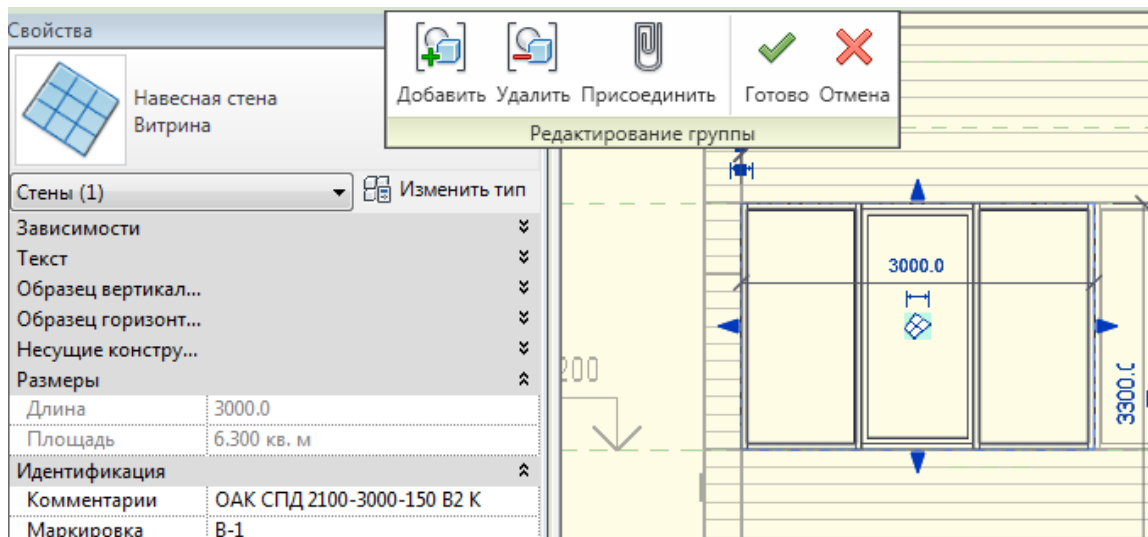 Свойства
Навесная стена
Витрина
Добавить Удалить Присоединить Готово Отмена
Редактирование группы
Стены (1) Изменить тип
Зависимости
Текст
Образец вертикал...
Образец горизонт...
Несущие констру...
Размеры
Длина 3000.0
Площадь 6.300 кв. м
Идентификация
Комментарии ОАК СПД 2100-3000-150 В2 К
Маркировка В-1
200
3000.0
3300.0